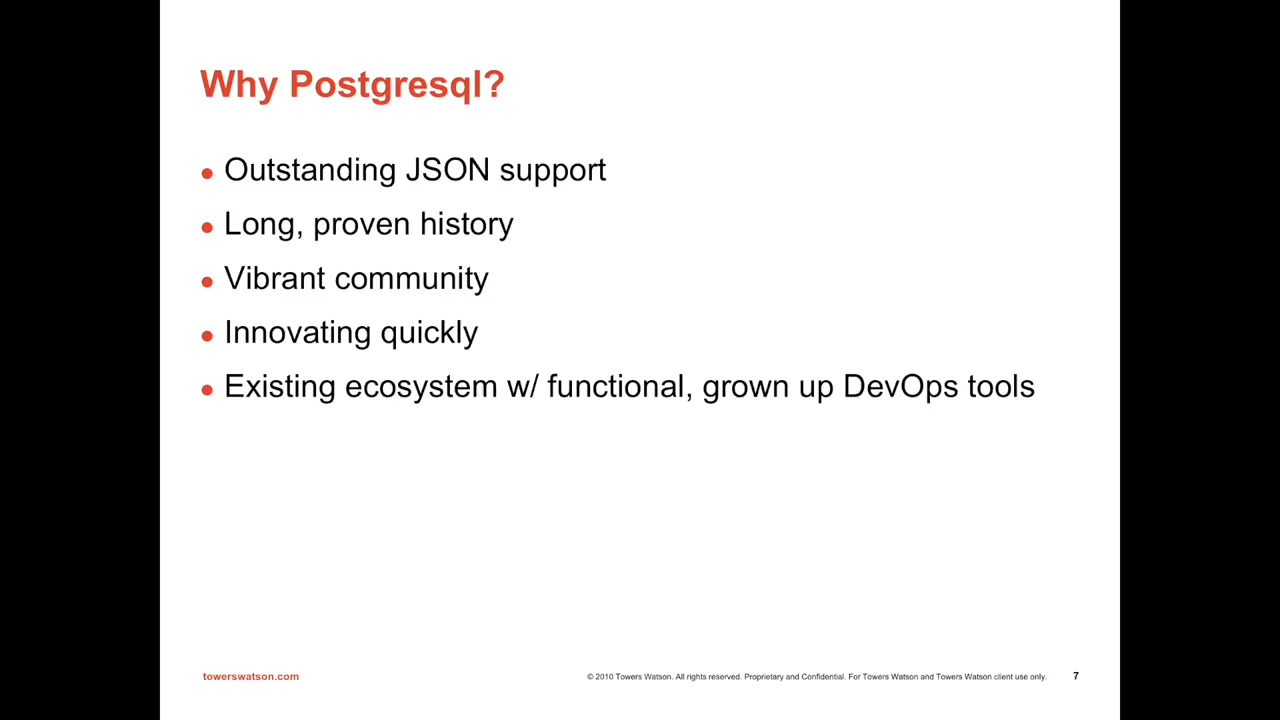 Why Postgresql?
• Outstanding JSON support
• Long, proven history
• Vibrant community
• Innovating quickly
• Existing ecosystem w/ functional, grown up DevOps tools
towerswatson.com
© 2010 Towers Watson. All rights reserved. Proprietary and Confidential. For Towers Watson and Towers Watson client use only.
7